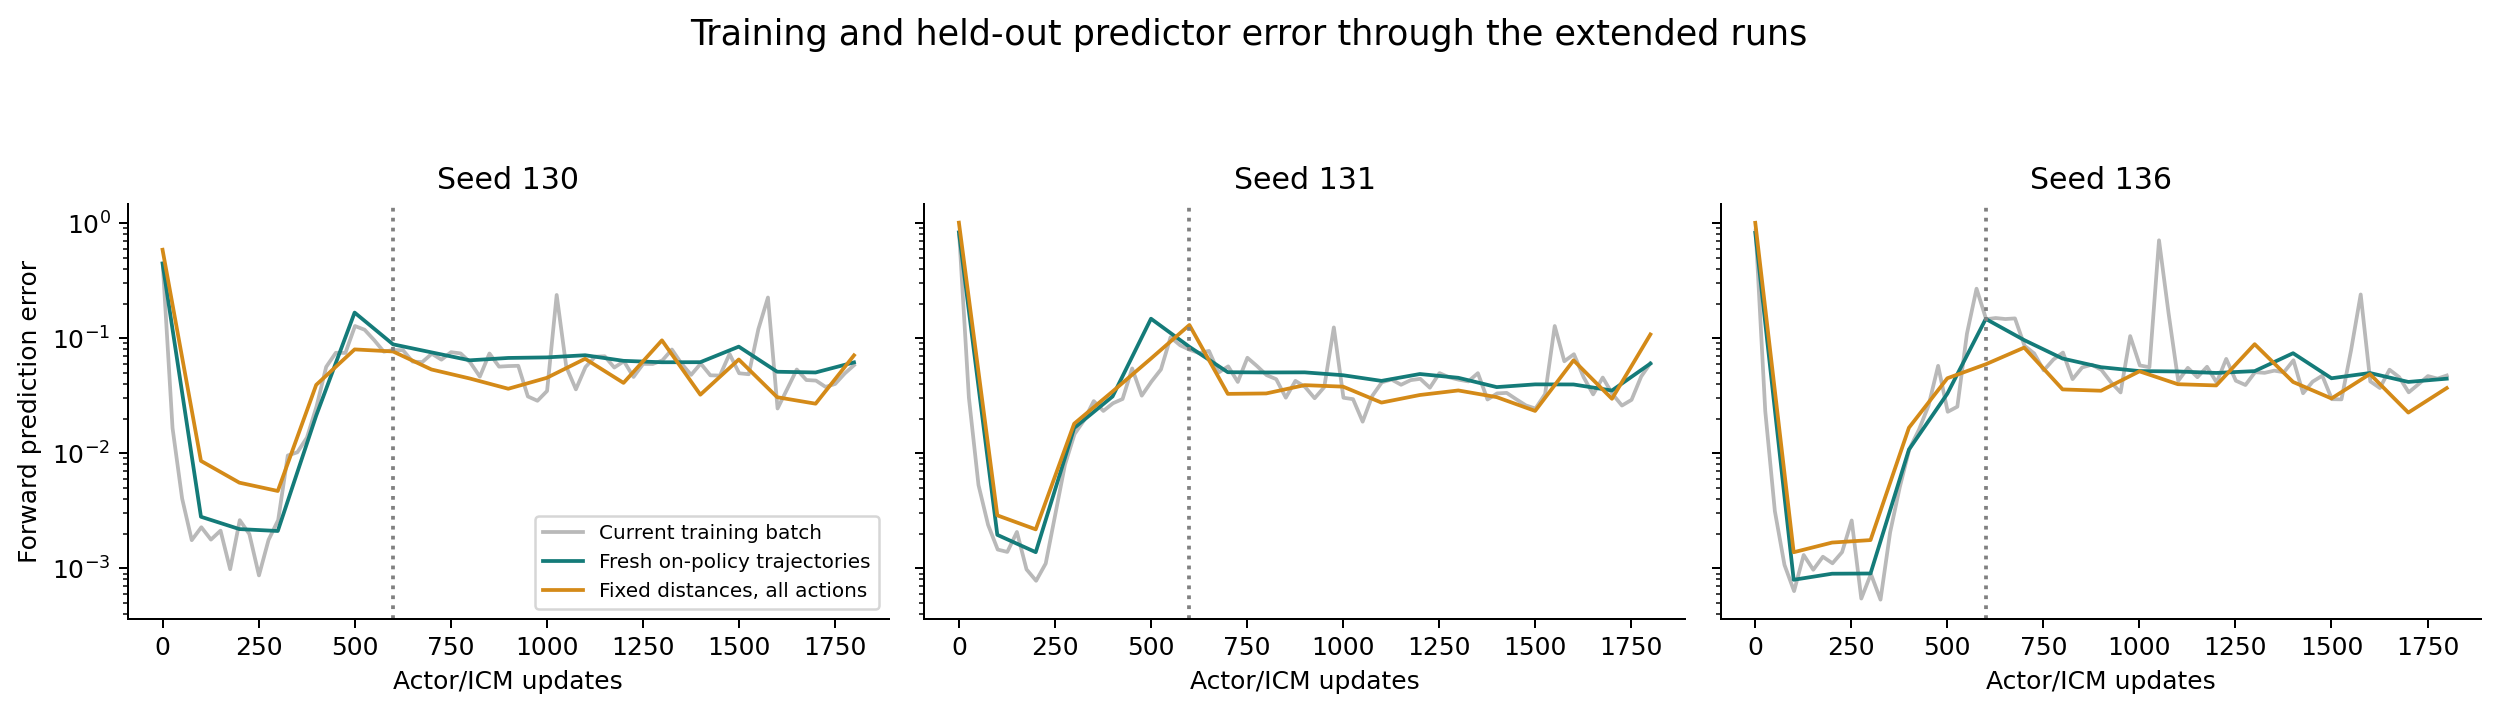 Training and held-out predictor error through the extended runs
Seed 130
Seed 131
Seed 136
Forward prediction error
10⁰
10⁻¹
10⁻²
10⁻³
Current training batch
Fresh on-policy trajectories
Fixed distances, all actions
0 250 500 750 1000 1250 1500 1750
0 250 500 750 1000 1250 1500 1750
0 250 500 750 1000 1250 1500 1750
Actor/ICM updates
Actor/ICM updates
Actor/ICM updates